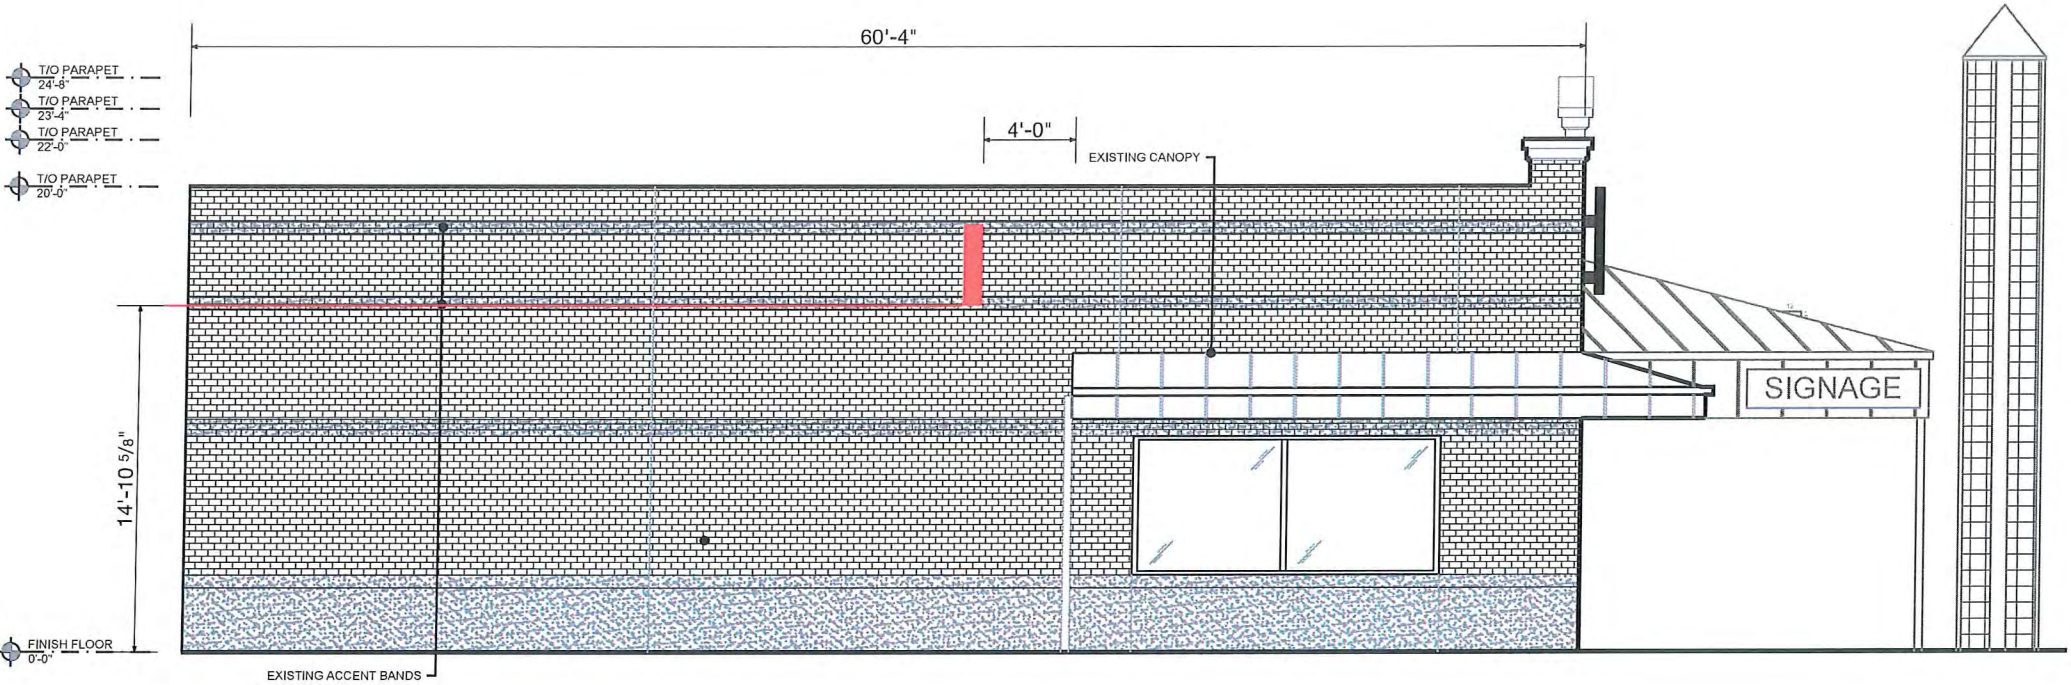 60'-4"
T/O PARAPET
24'-8"
T/O PARAPET
23'-4"
T/O PARAPET
22'-0"
T/O PARAPET
20'-0"
4'-0"
EXISTING CANOPY
SIGNAGE
14'-10 5/8"
FINISH FLOOR
0'-0"
EXISTING ACCENT BANDS